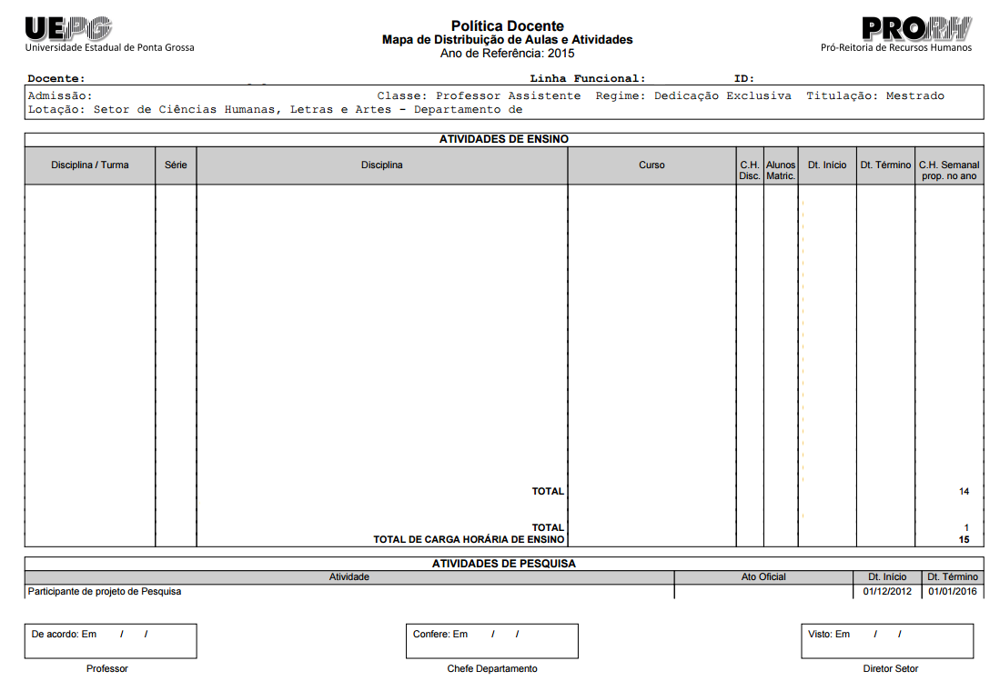 UEPG
Universidade Estadual de Ponta Grossa
Política Docente
Mapa de Distribuição de Aulas e Atividades
Ano de Referência: 2015
PRORH
Pró-Reitoria de Recursos Humanos
Docente: Linha Funcional: ID:
Admissão: Classe: Professor Assistente Regime: Dedicação Exclusiva Titulação: Mestrado
Lotação: Setor de Ciências Humanas, Letras e Artes - Departamento de
ATIVIDADES DE ENSINO
Disciplina / Turma Série Disciplina Curso C.H. Disc. Alunos Matric. Dt. Início Dt. Término C.H. Semanal prop. no ano
TOTAL 14
TOTAL 1
TOTAL DE CARGA HORÁRIA DE ENSINO 15
ATIVIDADES DE PESQUISA
Atividade Ato Oficial Dt. Início Dt. Término
Participante de projeto de Pesquisa 01/12/2012 01/01/2016
De acordo: Em / / Confere: Em / / Visto: Em / /
Professor Chefe Departamento Diretor Setor